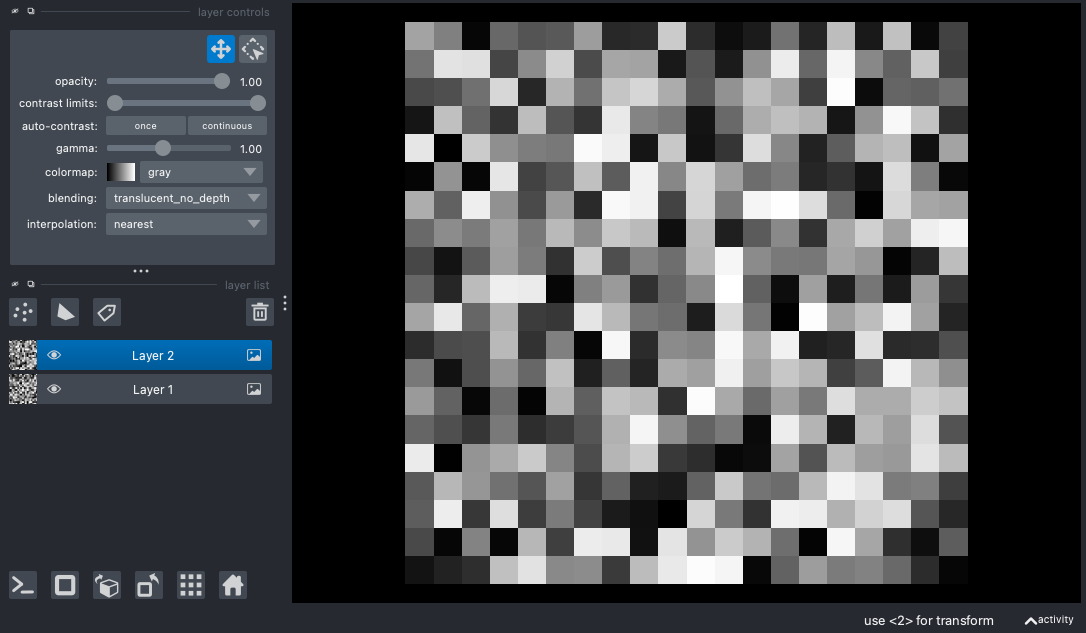 layer controls
opacity: 1.00
contrast limits:
auto-contrast: once continuous
gamma: 1.00
colormap: gray
blending: translucent_no_depth
interpolation: nearest
layer list
Layer 2
Layer 1
use <2> for transform activity